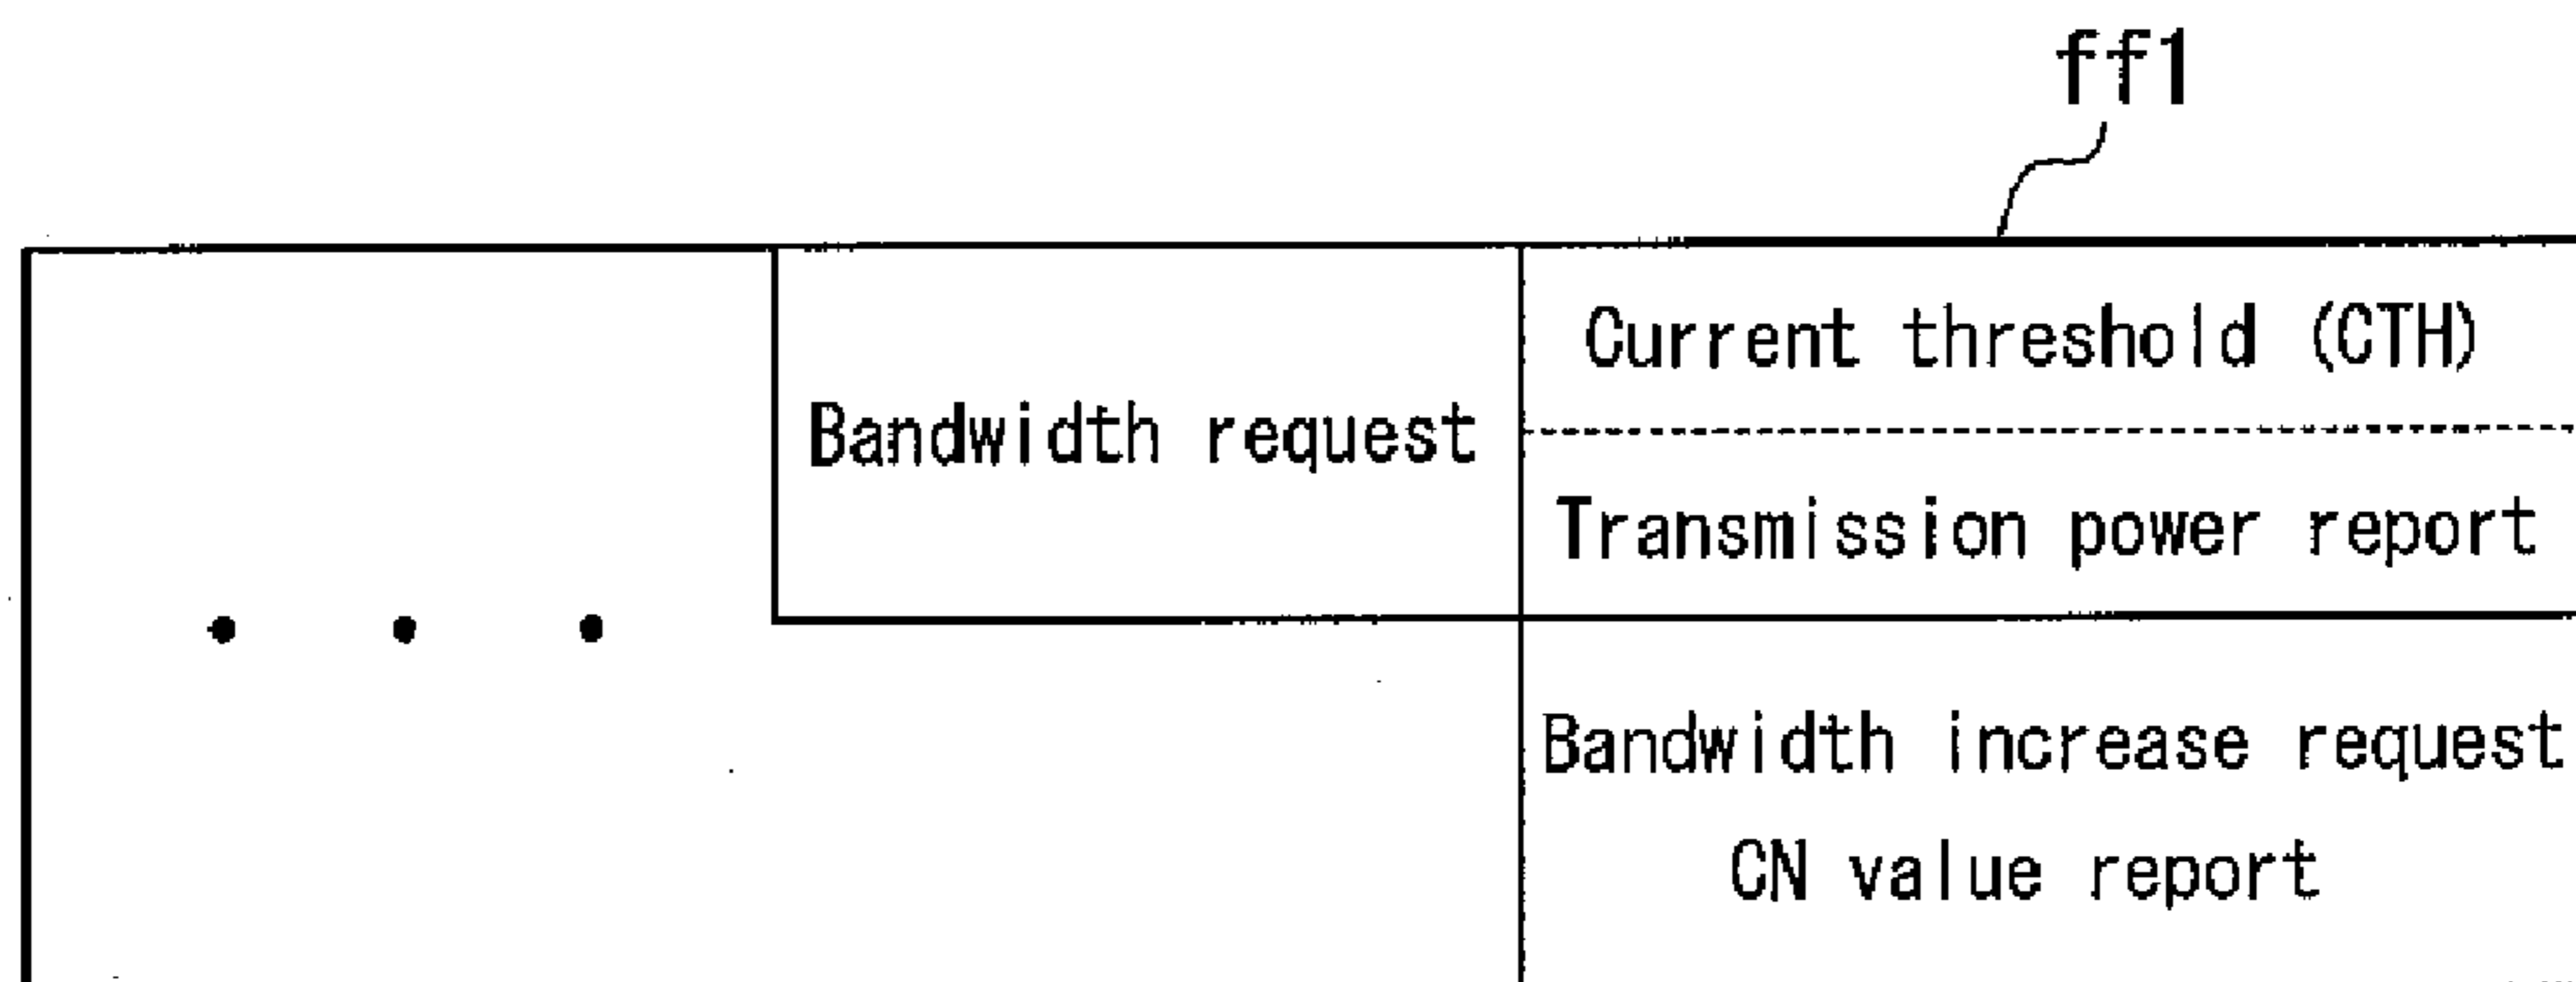 ff1
Current threshold (CTH)
Bandwidth request
Transmission power report
Bandwidth increase request
CN value report